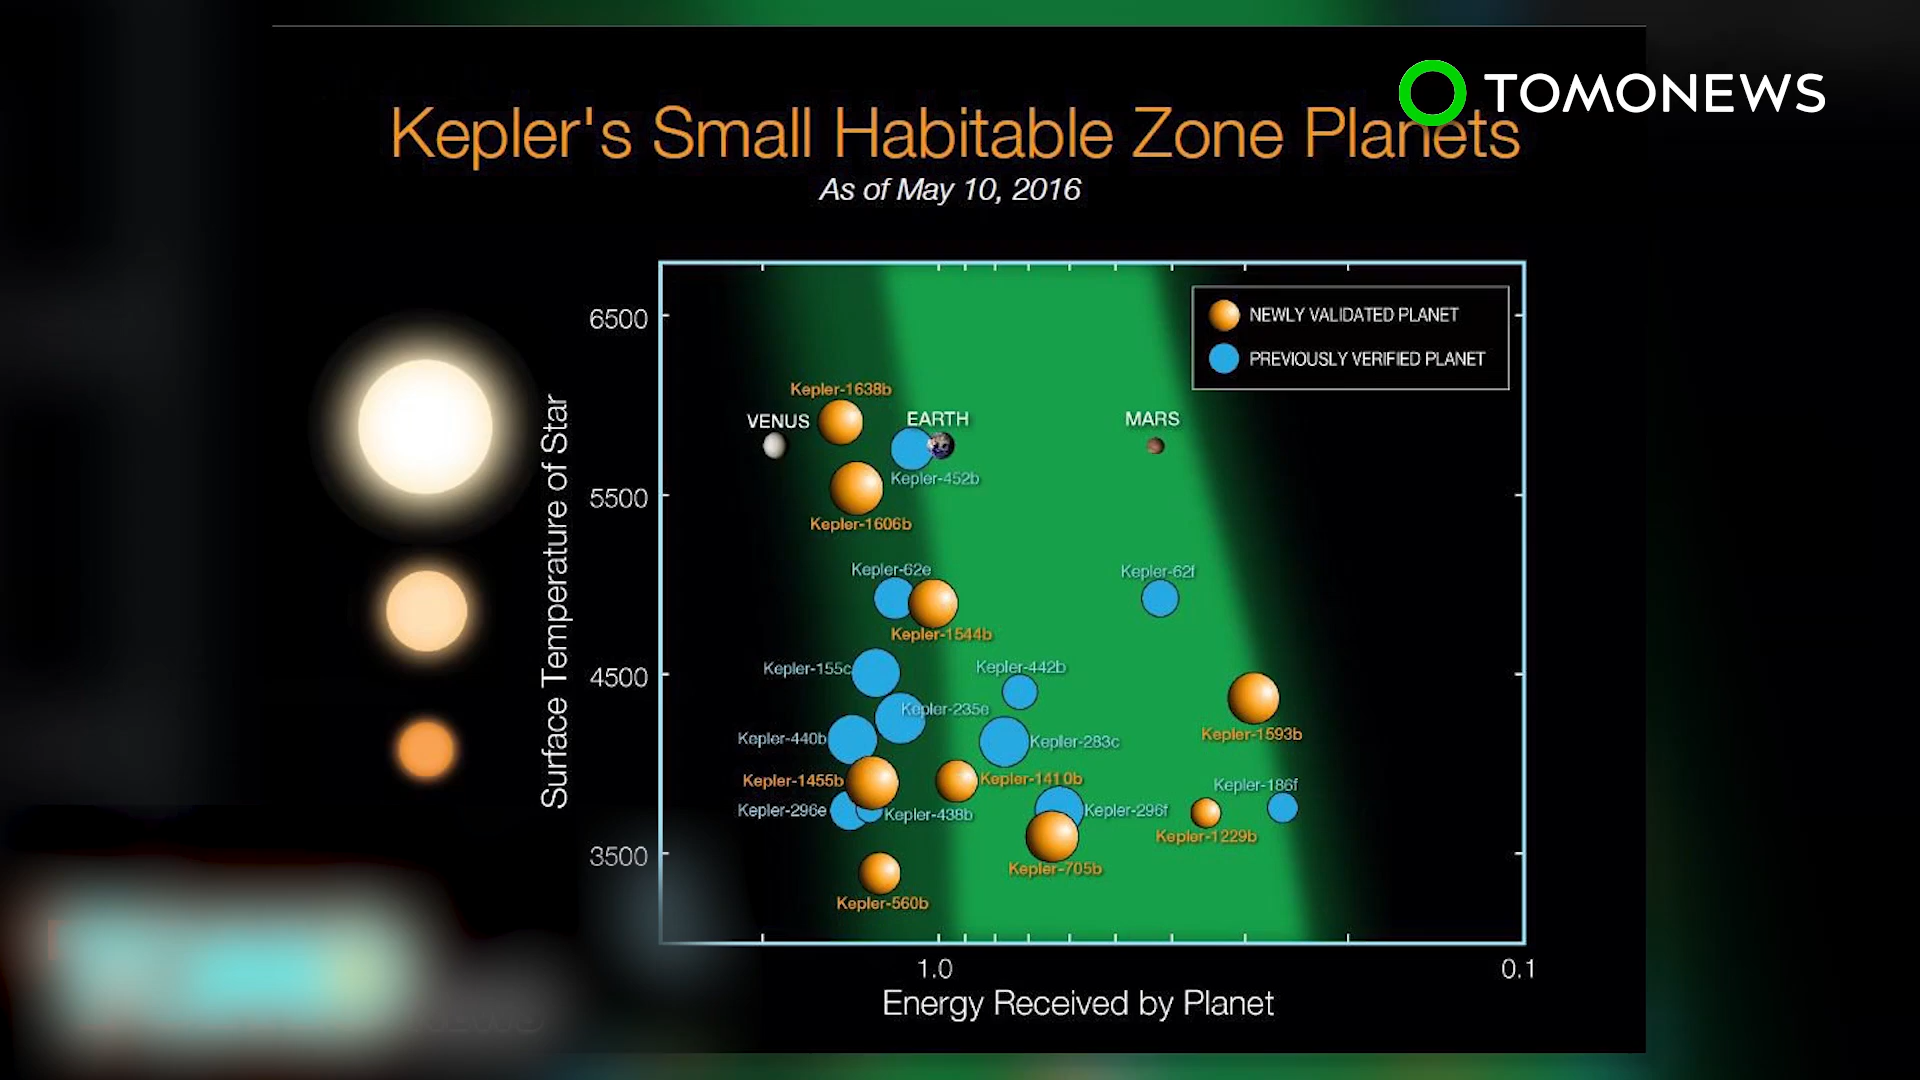 TOMONEWS
Kepler's Small Habitable Zone Planets
As of May 10, 2016
Surface Temperature of Star
6500
5500
4500
3500
NEWLY VALIDATED PLANET
PREVIOUSLY VERIFIED PLANET
Kepler-1638b
VENUS
EARTH
MARS
Kepler-452b
Kepler-1606b
Kepler-62e
Kepler-62f
Kepler-1544b
Kepler-155c
Kepler-442b
Kepler-235e
Kepler-1593b
Kepler-440b
Kepler-283c
Kepler-1455b
Kepler-1410b
Kepler-186f
Kepler-296e
Kepler-438b
Kepler-296f
Kepler-1229b
Kepler-705b
Kepler-560b
1.0
0.1
Energy Received by Planet